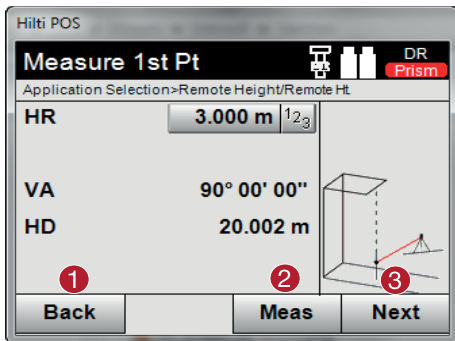 Hilti POS
Measure 1st Pt
DR
Prism
Application Selection>Remote Height/Remote Ht.
HR 3.000 m 123
VA 90° 00' 00"
HD 20.002 m
1 2 3
Back Meas Next